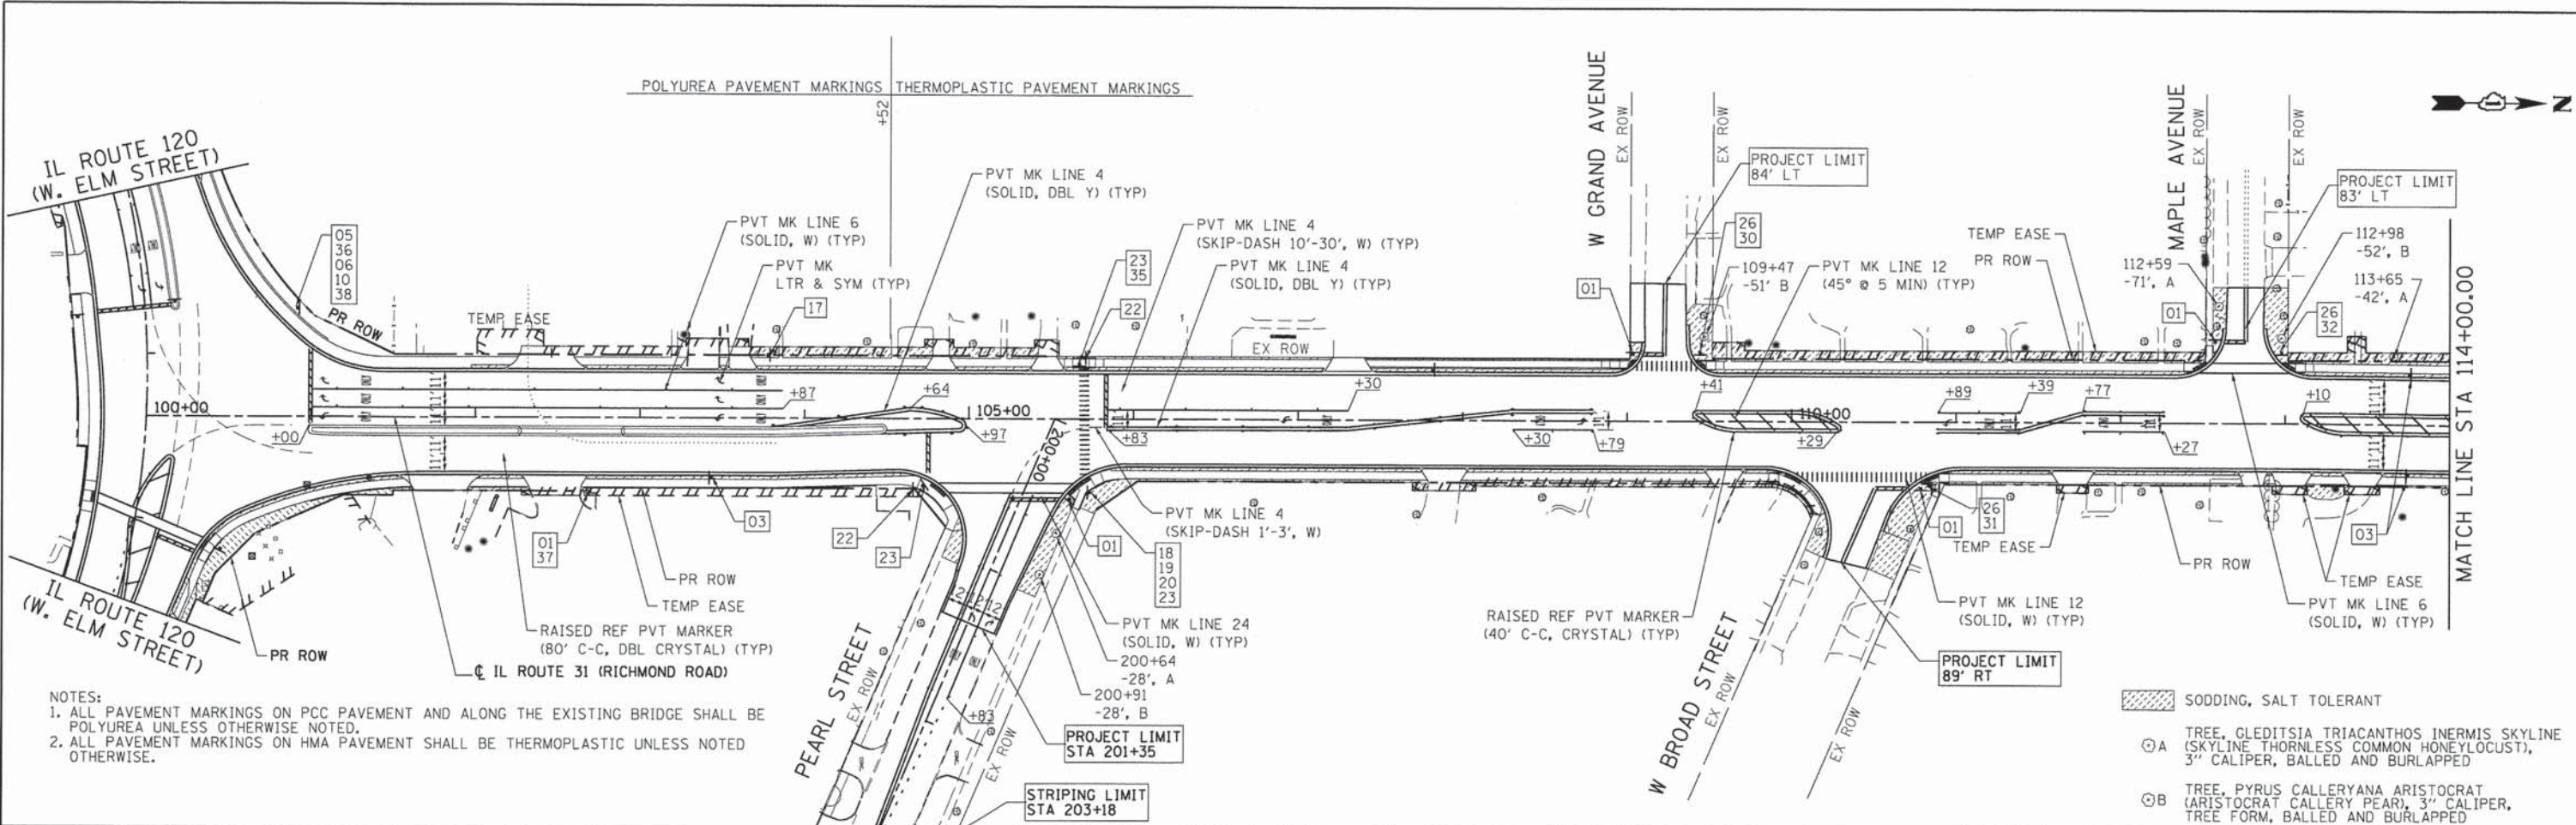 POLYUREA PAVEMENT MARKINGS THERMOPLASTIC PAVEMENT MARKINGS
+52
IL ROUTE 120
(W. ELM STREET)
05
36
06
10
38
PR ROW
TEMP EASE
PVT MK LINE 6
(SOLID, W) (TYP)
PVT MK
LTR & SYM (TYP)
17
PVT MK LINE 4
(SOLID, DBL Y) (TYP)
23
35
22
PVT MK LINE 4
(SKIP-DASH 10'-30', W) (TYP)
PVT MK LINE 4
(SOLID, DBL Y) (TYP)
EX ROW
W GRAND AVENUE
EX ROW
EX ROW
01
PROJECT LIMIT
84' LT
26
30
109+47
-51' B
PVT MK LINE 12
(45° @ 5 MIN) (TYP)
TEMP EASE
PR ROW
MAPLE AVENUE
EX ROW
EX ROW
112+59
-71', A
01
PROJECT LIMIT
83' LT
112+98
-52', B
113+65
-42', A
26
32
N
MATCH LINE STA 114+00.00
100+00
+00
11'
11'
11'
11'
+87
+64
105+00
+97
200+00
+83
11'
+30
+30
+79
11'
+41
110+00
+29
+89
+39
+77
11'
+27
+10
11'
11'
11'
11'
IL ROUTE 120
(W. ELM STREET)
PR ROW
01
37
03
22
23
PR ROW
TEMP EASE
RAISED REF PVT MARKER
(80' C-C, DBL CRYSTAL) (TYP)
℄ IL ROUTE 31 (RICHMOND ROAD)
PEARL STREET
EX ROW
EX ROW
+83
01
18
19
20
23
PVT MK LINE 4
(SKIP-DASH 1'-3', W)
PVT MK LINE 24
(SOLID, W) (TYP)
200+64
-28', A
200+91
-28', B
PROJECT LIMIT
STA 201+35
STRIPING LIMIT
STA 203+18
RAISED REF PVT MARKER
(40' C-C, CRYSTAL) (TYP)
W BROAD STREET
EX ROW
EX ROW
01
26
31
TEMP EASE
PVT MK LINE 12
(SOLID, W) (TYP)
PROJECT LIMIT
89' RT
PR ROW
03
TEMP EASE
PVT MK LINE 6
(SOLID, W) (TYP)
NOTES:
1. ALL PAVEMENT MARKINGS ON PCC PAVEMENT AND ALONG THE EXISTING BRIDGE SHALL BE
POLYUREA UNLESS OTHERWISE NOTED.
2. ALL PAVEMENT MARKINGS ON HMA PAVEMENT SHALL BE THERMOPLASTIC UNLESS NOTED
OTHERWISE.
SODDING, SALT TOLERANT
A TREE, GLEDITSIA TRIACANTHOS INERMIS SKYLINE
(SKYLINE THORNLESS COMMON HONEYLOCUST),
3" CALIPER, BALLED AND BURLAPPED
B TREE, PYRUS CALLERYANA ARISTOCRAT
(ARISTOCRAT CALLERY PEAR), 3" CALIPER,
TREE FORM, BALLED AND BURLAPPED